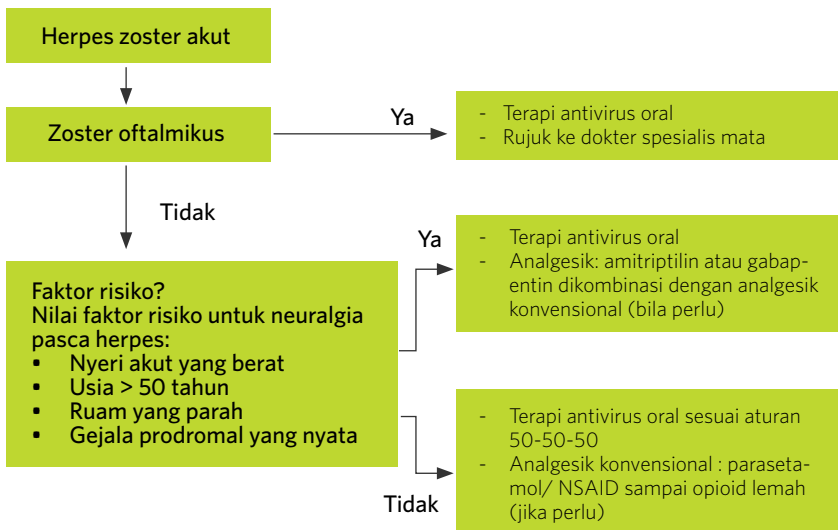 Herpes zoster akut
Zoster oftalmikus
Ya
- Terapi antivirus oral
- Rujuk ke dokter spesialis mata
Tidak
Faktor risiko?
Nilai faktor risiko untuk neuralgia
pasca herpes:
• Nyeri akut yang berat
• Usia > 50 tahun
• Ruam yang parah
• Gejala prodromal yang nyata
Ya
- Terapi antivirus oral
- Analgesik: amitriptilin atau gabap-
entin dikombinasi dengan analgesik
konvensional (bila perlu)
Tidak
- Terapi antivirus oral sesuai aturan
50-50-50
- Analgesik konvensional : paraseta-
mol/ NSAID sampai opioid lemah
(jika perlu)